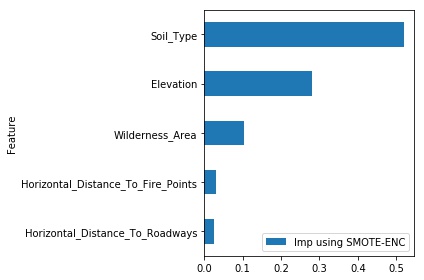 Soil_Type
Elevation
Wilderness_Area
Horizontal_Distance_To_Fire_Points
Horizontal_Distance_To_Roadways
Feature
Imp using SMOTE-ENC
0.0 0.1 0.2 0.3 0.4 0.5